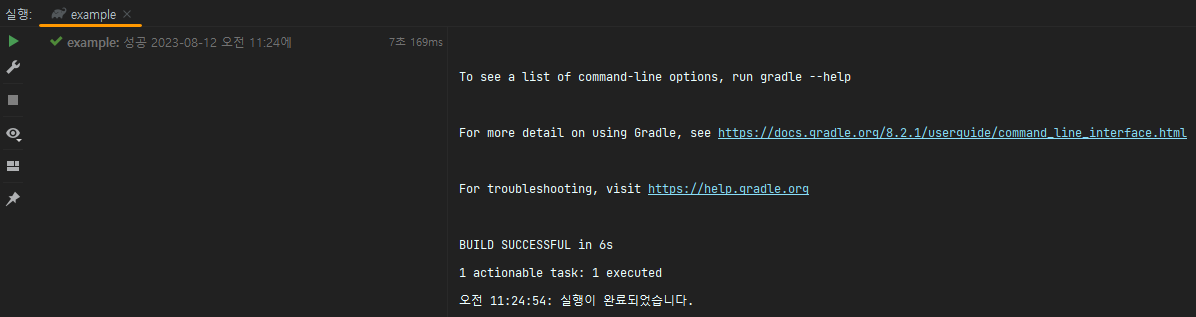 실행:
example
example: 성공 2023-08-12 오전 11:24에
7초 169ms
To see a list of command-line options, run gradle --help
For more detail on using Gradle, see https://docs.gradle.org/8.2.1/userguide/command_line_interface.html
For troubleshooting, visit https://help.gradle.org
BUILD SUCCESSFUL in 6s
1 actionable task: 1 executed
오전 11:24:54: 실행이 완료되었습니다.